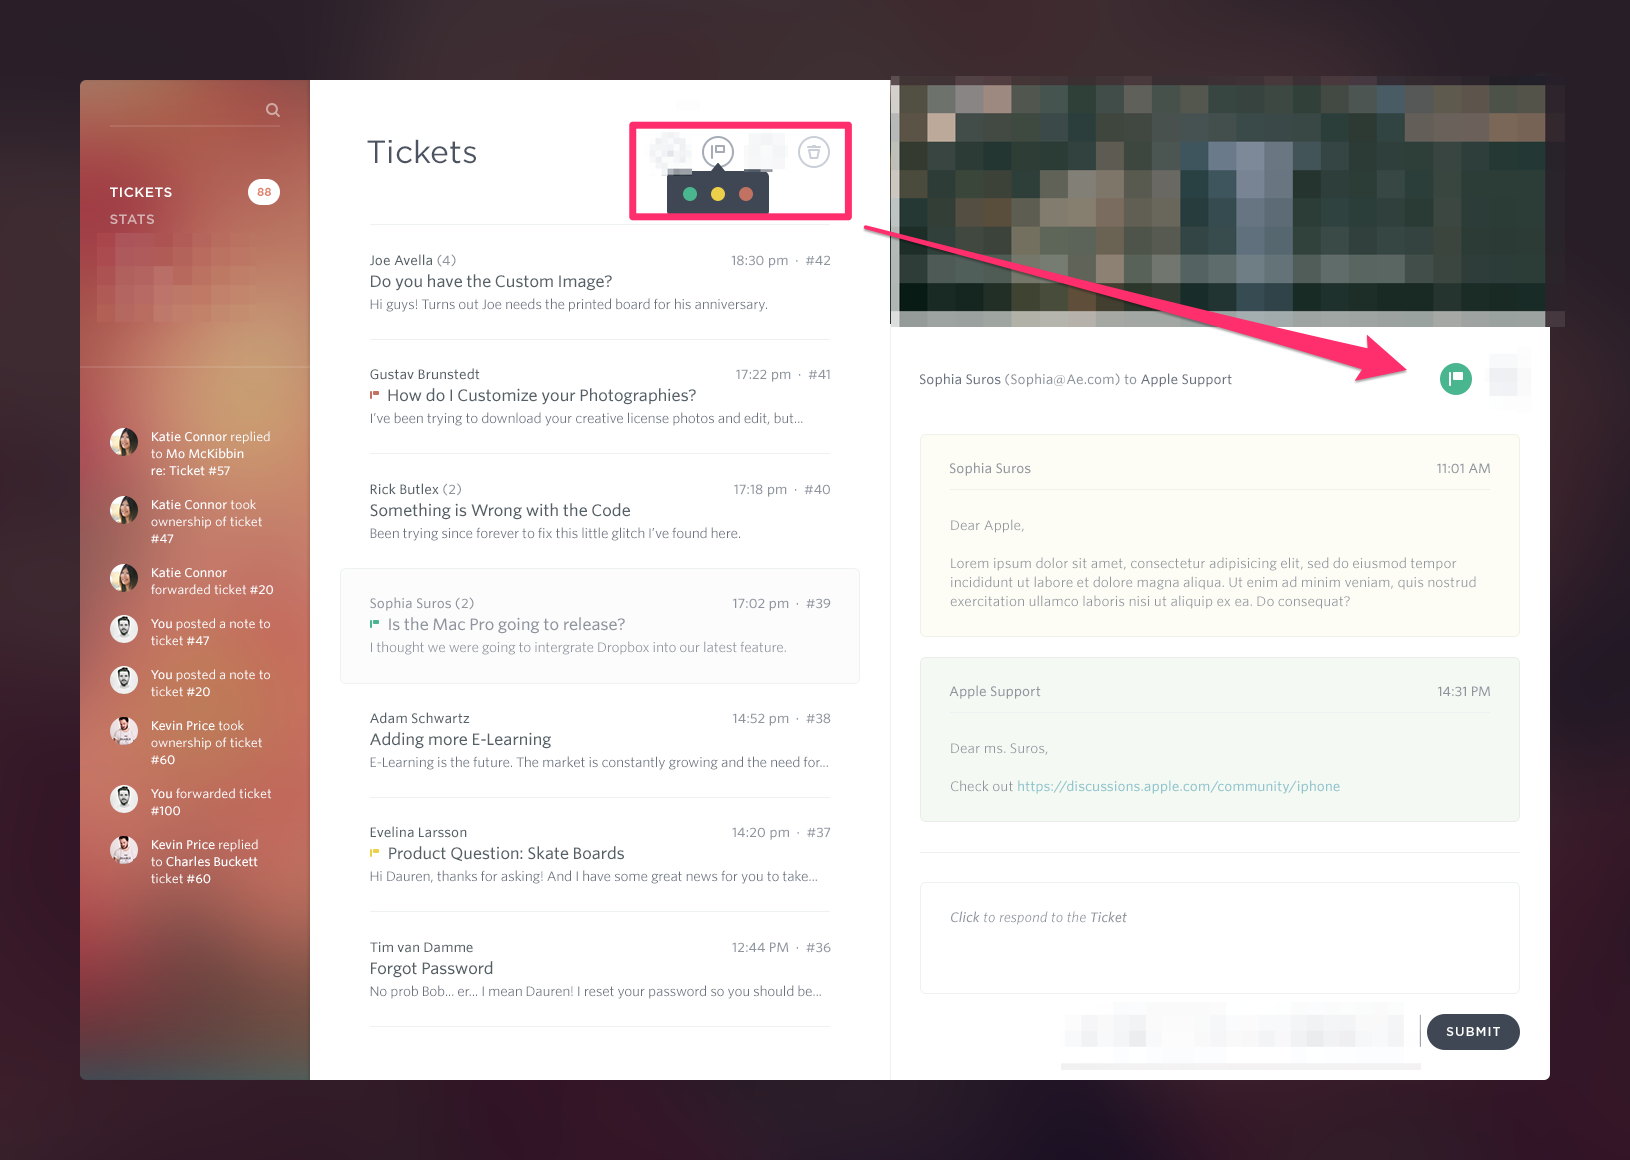 TICKETS
88
STATS
Katie Connor replied
to Mo McKibbin
re: Ticket #57
Katie Connor took
ownership of ticket
#47
Katie Connor
forwarded ticket #20
You posted a note to
ticket #47
You posted a note to
ticket #20
Kevin Price took
ownership of ticket
#60
You forwarded ticket
#100
Kevin Price replied
to Charles Buckett
ticket #60
Tickets
Joe Avella (4)
18:30 pm · #42
Do you have the Custom Image?
Hi guys! Turns out Joe needs the printed board for his anniversary.
Gustav Brunstedt
17:22 pm · #41
How do I Customize your Photographies?
I've been trying to download your creative license photos and edit, but...
Rick Butlex (2)
17:18 pm · #40
Something is Wrong with the Code
Been trying since forever to fix this little glitch I've found here.
Sophia Suros (2)
17:02 pm · #39
Is the Mac Pro going to release?
I thought we were going to intergrate Dropbox into our latest feature.
Adam Schwartz
14:52 pm · #38
Adding more E-Learning
E-Learning is the future. The market is constantly growing and the need for...
Evelina Larsson
14:20 pm · #37
Product Question: Skate Boards
Hi Dauren, thanks for asking! And I have some great news for you to take...
Tim van Damme
12:44 PM · #36
Forgot Password
No prob Bob... er... I mean Dauren! I reset your password so you should be...
Sophia Suros (Sophia@Ae.com) to Apple Support
Sophia Suros
11:01 AM
Dear Apple,
Lorem ipsum dolor sit amet, consectetur adipisicing elit, sed do eiusmod tempor
incididunt ut labore et dolore magna aliqua. Ut enim ad minim veniam, quis nostrud
exercitation ullamco laboris nisi ut aliquip ex ea. Do consequat?
Apple Support
14:31 PM
Dear ms. Suros,
Check out https://discussions.apple.com/community/iphone
Click to respond to the Ticket
SUBMIT